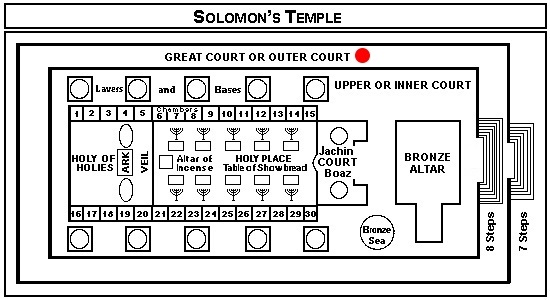 SOLOMON'S TEMPLE
GREAT COURT OR OUTER COURT
UPPER OR INNER COURT
Lavers and Bases
Chambers
1 2 3 4 5 6 7 8 9 10 11 12 13 14 15
HOLY OF
HOLIES
ARK
VEIL
Altar of
Incense
HOLY PLACE
Table of Showbread
Jachin
COURT
Boaz
BRONZE
ALTAR
16 17 18 19 20 21 22 23 24 25 26 27 28 29 30
Bronze
Sea
8 Steps
7 Steps